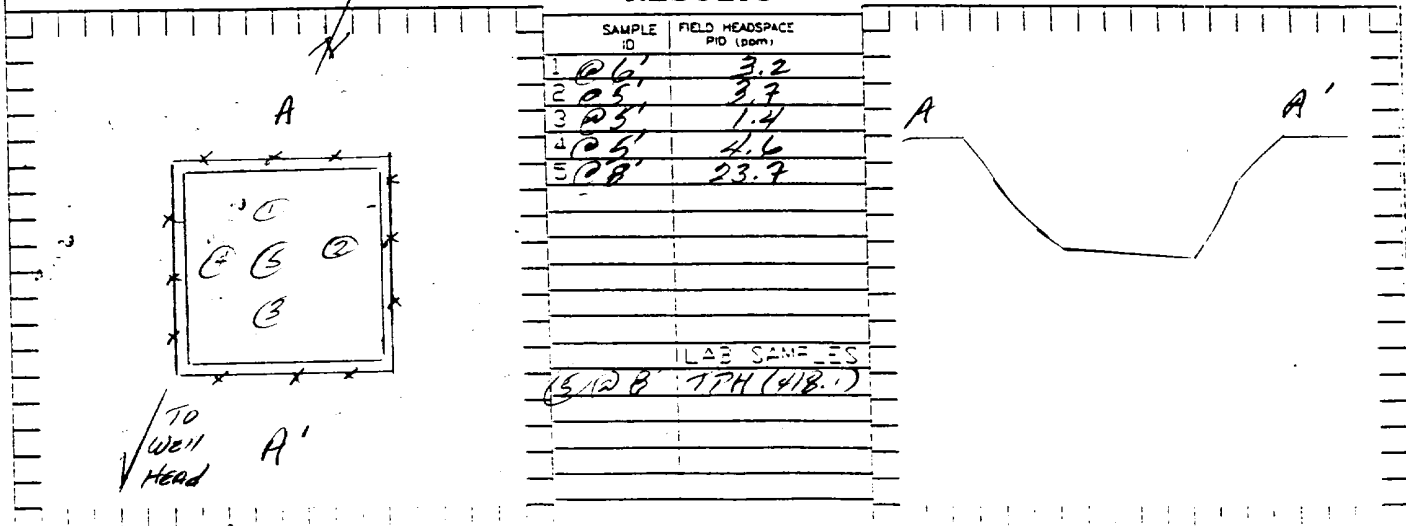 N
A
1
4 5 2
3
TO
Well
Head
A'
SAMPLE ID FIELD HEADSPACE PID (ppm)
1 @ 6' 3.2
2 @ 5' 3.7
3 @ 5' 1.4
4 @ 5' 4.6
5 @ 8' 23.7
LAB SAMPLES
(5) @ 8' TPH (418.1)
A A'